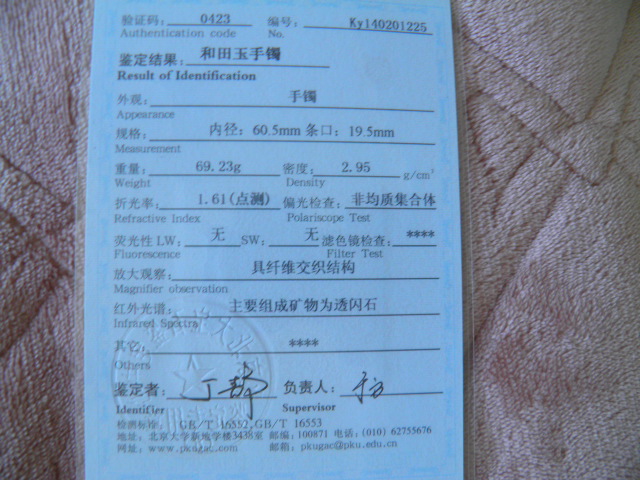 验证码: 0423 编号: Ky140201225
Authentication code No.
鉴定结果: 和田玉手镯
Result of Identification
外观: 手镯
Appearance
规格: 内径: 60.5mm 条口: 19.5mm
Measurement
重量: 69.23g 密度: 2.95 g/cm³
Weight Density
折光率: 1.61(点测) 偏光检查: 非均质集合体
Refractive Index Polariscope Test
荧光性 LW: 无 SW: 无 滤色镜检查: ****
Fluorescence Filter Test
放大观察: 具纤维交织结构
Magnifier observation
红外光谱: 主要组成矿物为透闪石
Infrared Spectra
其它: ****
Others
鉴定者: 负责人:
Identifier Supervisor
检测标准: GB/T 16552,GB/T 16553
地址: 北京大学新地学楼3438室 邮编: 100871 电话: (010) 62755676
网址: www.pkugac.com 邮箱: pkugac@pku.edu.cn